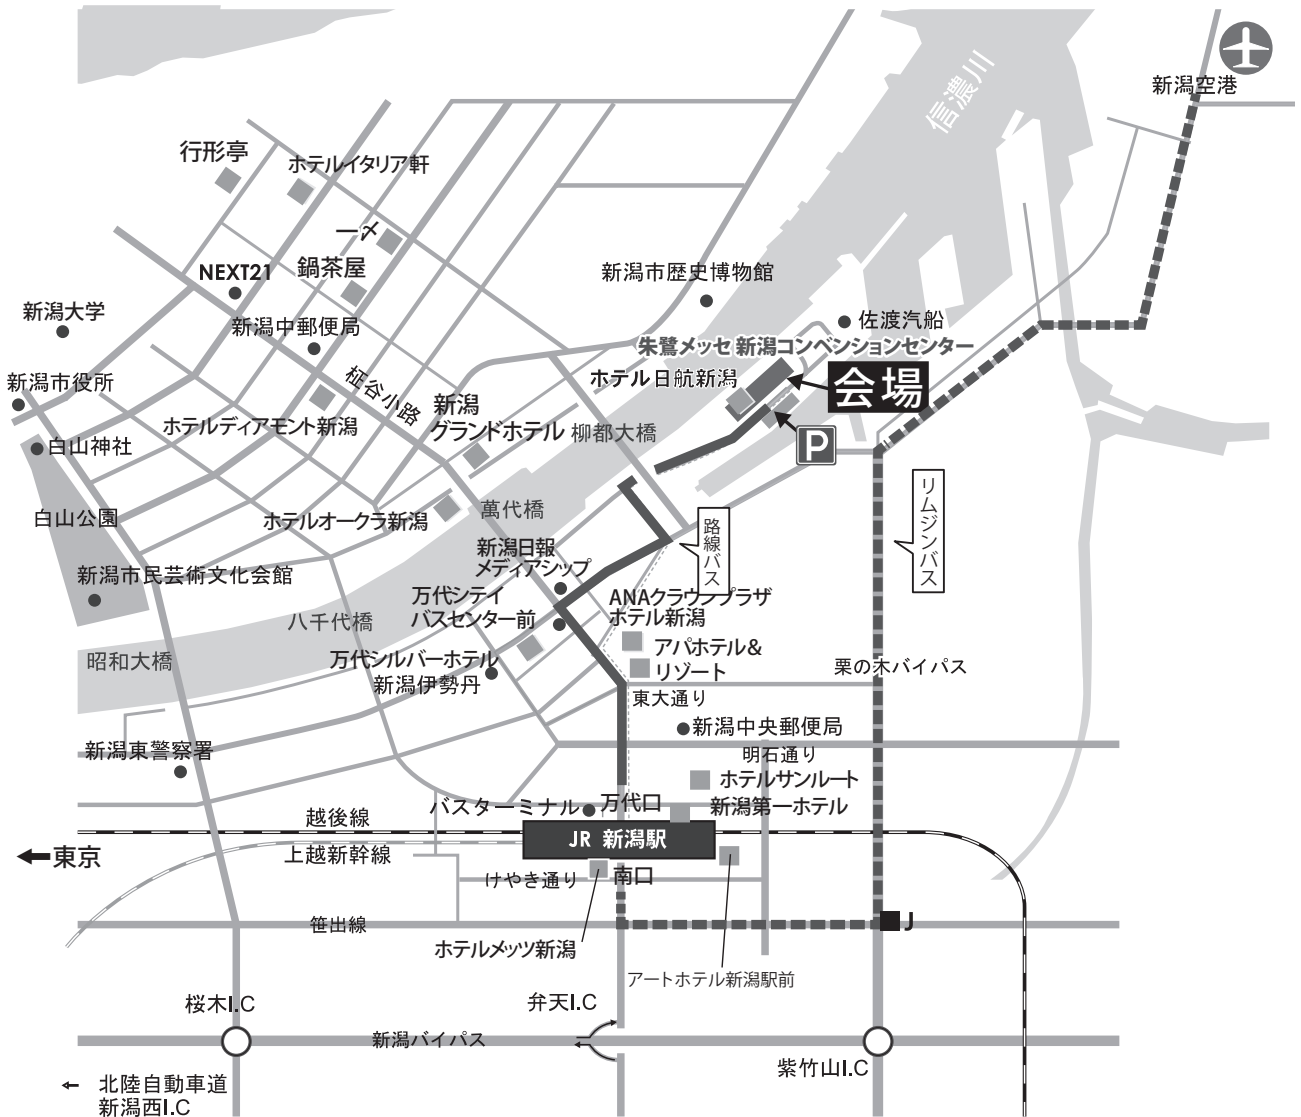 新潟空港
信濃川
行形亭
ホテルイタリア軒
一〆
NEXT21
鍋茶屋
新潟市歴史博物館
新潟大学
新潟中郵便局
佐渡汽船
朱鷺メッセ 新潟コンベンションセンター
ホテル日航新潟
会場
新潟市役所
柾谷小路
新潟
グランドホテル
柳都大橋
ホテルディアモント新潟
P
白山神社
リムジンバス
白山公園
ホテルオークラ新潟
萬代橋
路線バス
新潟日報
メディアシップ
新潟市民芸術文化会館
万代シテイ
バスセンター前
ANAクラウンプラザ
ホテル新潟
八千代橋
昭和大橋
万代シルバーホテル
新潟伊勢丹
アパホテル&
リゾート
栗の木バイパス
東大通り
新潟中央郵便局
新潟東警察署
明石通り
ホテルサンルート
バスターミナル
万代口
新潟第一ホテル
越後線
JR 新潟駅
東京
上越新幹線
けやき通り
南口
笹出線
J
ホテルメッツ新潟
アートホテル新潟駅前
桜木I.C
弁天I.C
新潟バイパス
紫竹山I.C
北陸自動車道
新潟西I.C